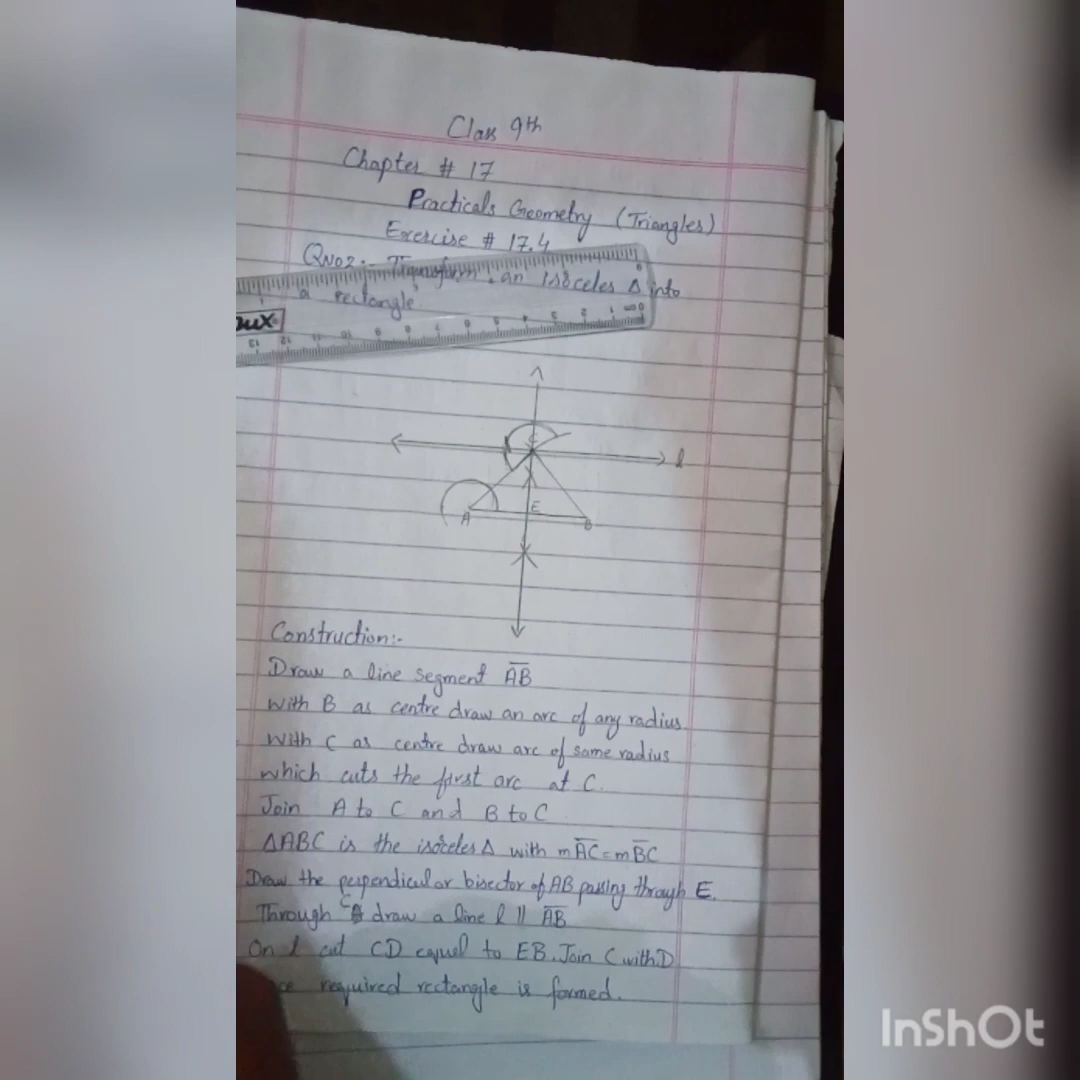 Class 9th
Chapter # 17
Practicals Geometry (Triangles)
Exercise # 17.4
QNo2:- Transform an isoceles Δ into
a rectangle.
C
l
A
E
B
Construction:-
Draw a line segment AB
With B as centre draw an arc of any radius
With C as centre draw arc of same radius
which cuts the first arc at C.
Join A to C and B to C
ΔABC is the isoceles Δ with mAC=mBC
Draw the perpendicular bisector of AB passing through E.
Through C draw a line l || AB
On l cut CD equal to EB. Join C with D
required rectangle is formed.
InShOt